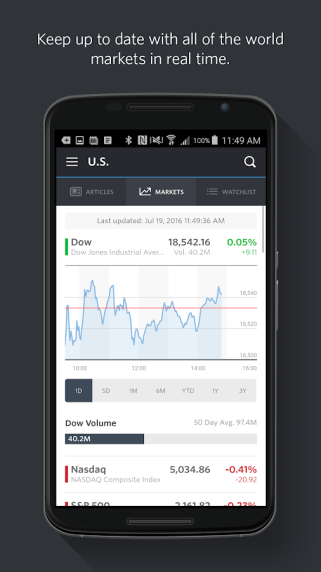 Keep up to date with all of the world
markets in real time.
100% 11:49 AM
U.S.
ARTICLES MARKETS WATCHLIST
Last updated: Jul 19, 2016 11:49:36 AM
Dow 18,542.16 0.05%
Dow Jones Industrial Aver... Vol. 40.2M +9.11
18,540
18,520
18,500
10:00 12:00 14:00 16:00
1D 5D 1M 6M YTD 1Y 3Y
Dow Volume 50 Day Avg. 97.4M
40.2M
Nasdaq 5,034.86 -0.41%
NASDAQ Composite Index -20.92
S&P 500 2,161.82 -0.23%